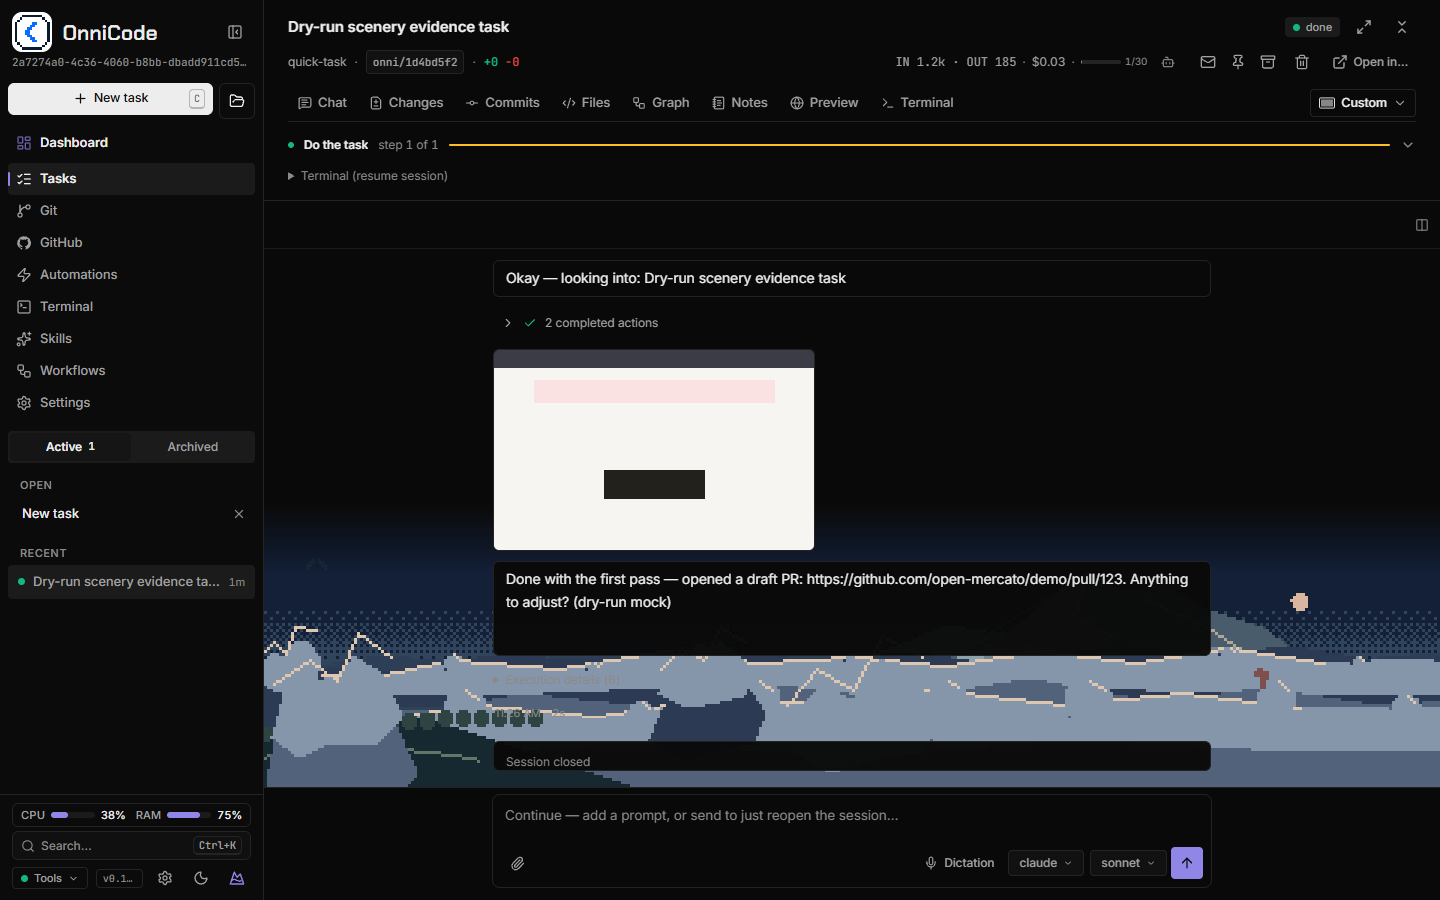 OnniCode
2a7274a0-4c36-4060-b8bb-dbadd911cd5…
New task
C
Dashboard
Tasks
Git
GitHub
Automations
Terminal
Skills
Workflows
Settings
Active 1
Archived
OPEN
New task
RECENT
Dry-run scenery evidence ta... 1m
CPU 38% RAM 75%
Search... Ctrl+K
Tools
v0.1…
Dry-run scenery evidence task
done
quick-task · onni/1d4bd5f2 · +0 -0
IN 1.2k · OUT 185 · $0.03 · 1/30
Open in...
Chat
Changes
Commits
Files
Graph
Notes
Preview
Terminal
Custom
Do the task step 1 of 1
Terminal (resume session)
Okay — looking into: Dry-run scenery evidence task
2 completed actions
Done with the first pass — opened a draft PR: https://github.com/open-mercato/demo/pull/123. Anything
to adjust? (dry-run mock)
Execution details (6)
Session closed
Continue — add a prompt, or send to just reopen the session...
Dictation
claude
sonnet